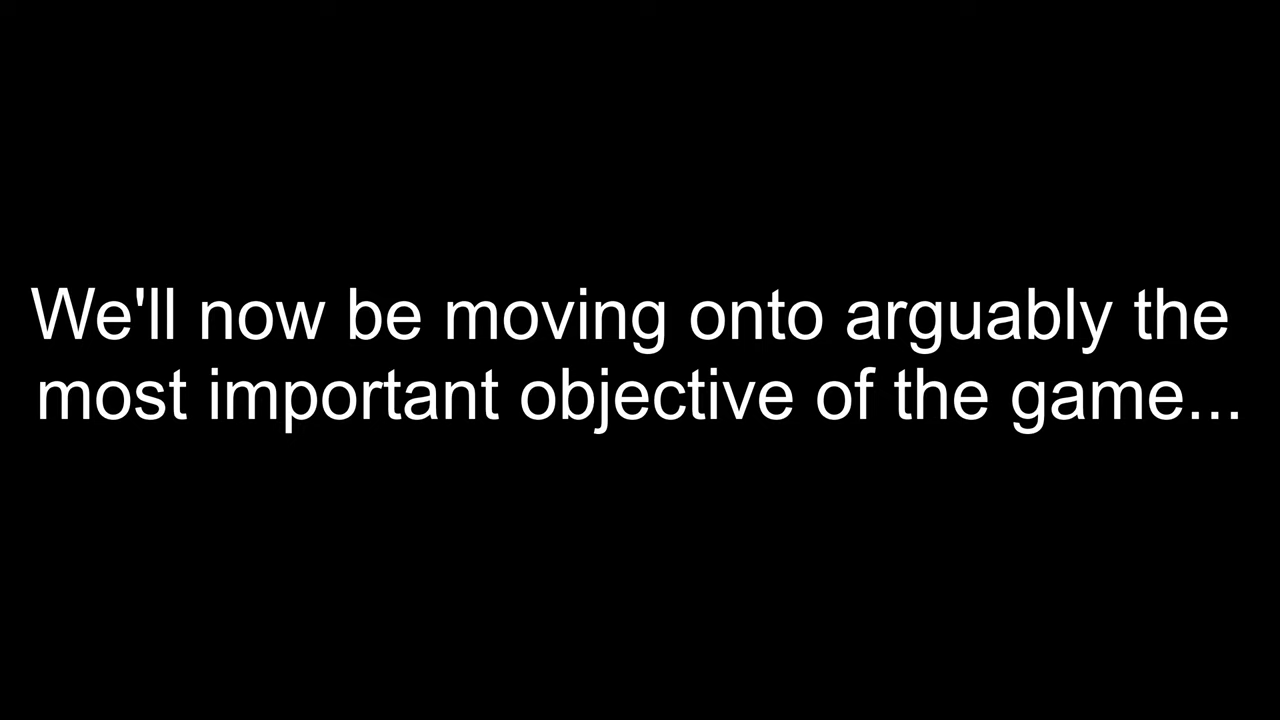 We'll now be moving onto arguably the
most important objective of the game...